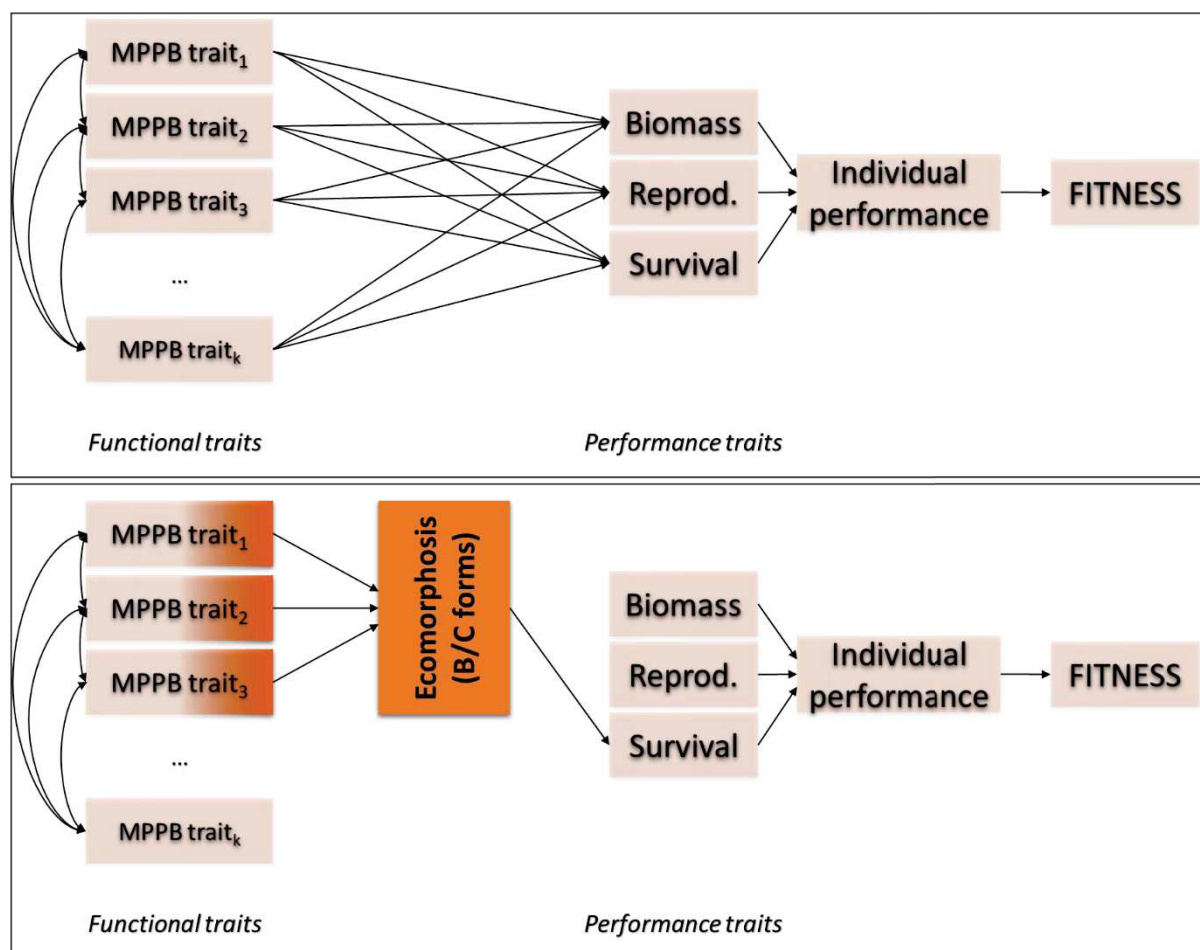 MPPB trait1
MPPB trait2
MPPB trait3
...
MPPB traitk
Functional traits
Biomass
Reprod.
Survival
Performance traits
Individual
performance
FITNESS
MPPB trait1
MPPB trait2
MPPB trait3
...
MPPB traitk
Functional traits
Ecomorphosis
(B/C forms)
Biomass
Reprod.
Survival
Performance traits
Individual
performance
FITNESS